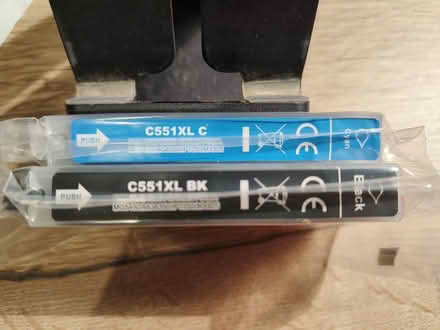 PUSH
C551XL C
CE
Cyan
PUSH
C551XL BK
CE
Black